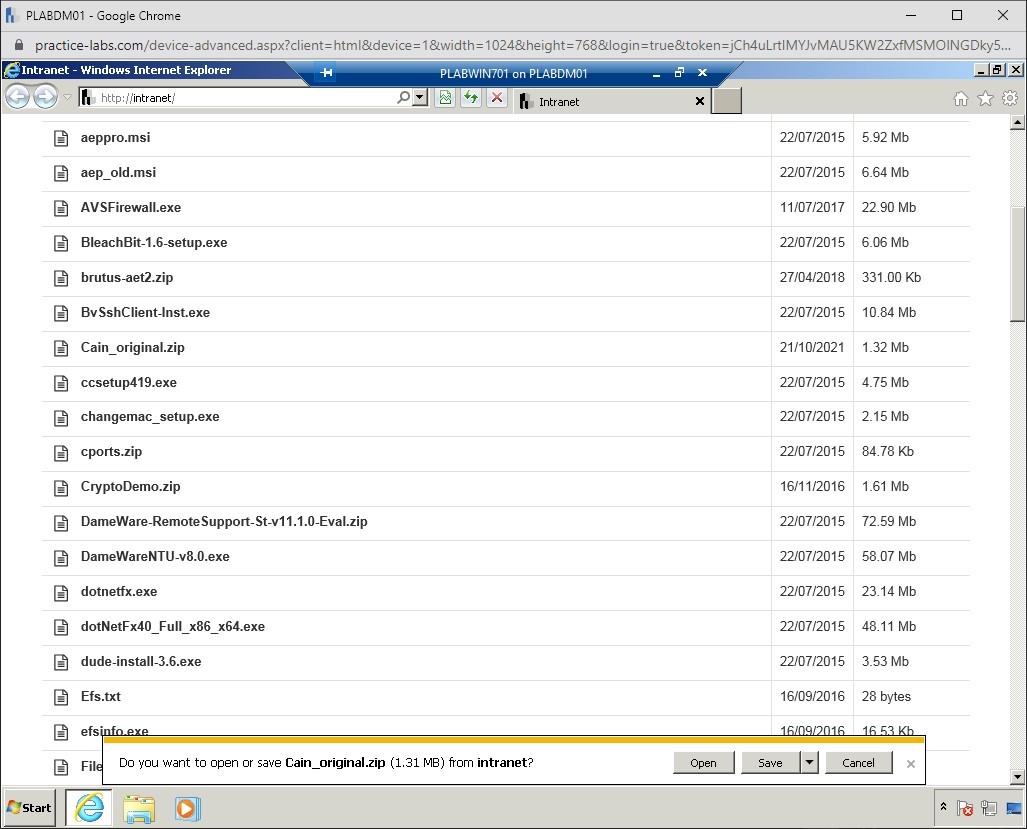 PLABDM01 - Google Chrome
practice-labs.com/device-advanced.aspx?client=html&device=1&width=1024&height=768&login=true&token=jCh4uLrtIMYJvMAU5KW2ZxfMSMOINGDky5...
Intranet - Windows Internet Explorer
PLABWIN701 on PLABDM01
http://intranet/
Intranet
aeppro.msi 22/07/2015 5.92 Mb
aep_old.msi 22/07/2015 6.64 Mb
AVSFirewall.exe 11/07/2017 22.90 Mb
BleachBit-1.6-setup.exe 22/07/2015 6.06 Mb
brutus-aet2.zip 27/04/2018 331.00 Kb
BvSshClient-Inst.exe 22/07/2015 10.84 Mb
Cain_original.zip 21/10/2021 1.32 Mb
ccsetup419.exe 22/07/2015 4.75 Mb
changemac_setup.exe 22/07/2015 2.15 Mb
cports.zip 22/07/2015 84.78 Kb
CryptoDemo.zip 16/11/2016 1.61 Mb
DameWare-RemoteSupport-St-v11.1.0-Eval.zip 22/07/2015 72.59 Mb
DameWareNTU-v8.0.exe 22/07/2015 58.07 Mb
dotnetfx.exe 22/07/2015 23.14 Mb
dotNetFx40_Full_x86_x64.exe 22/07/2015 48.11 Mb
dude-install-3.6.exe 22/07/2015 3.53 Mb
Efs.txt 16/09/2016 28 bytes
efsinfo.exe 16/09/2016 16.53 Kb
File
Do you want to open or save Cain_original.zip (1.31 MB) from intranet? Open Save Cancel
Start